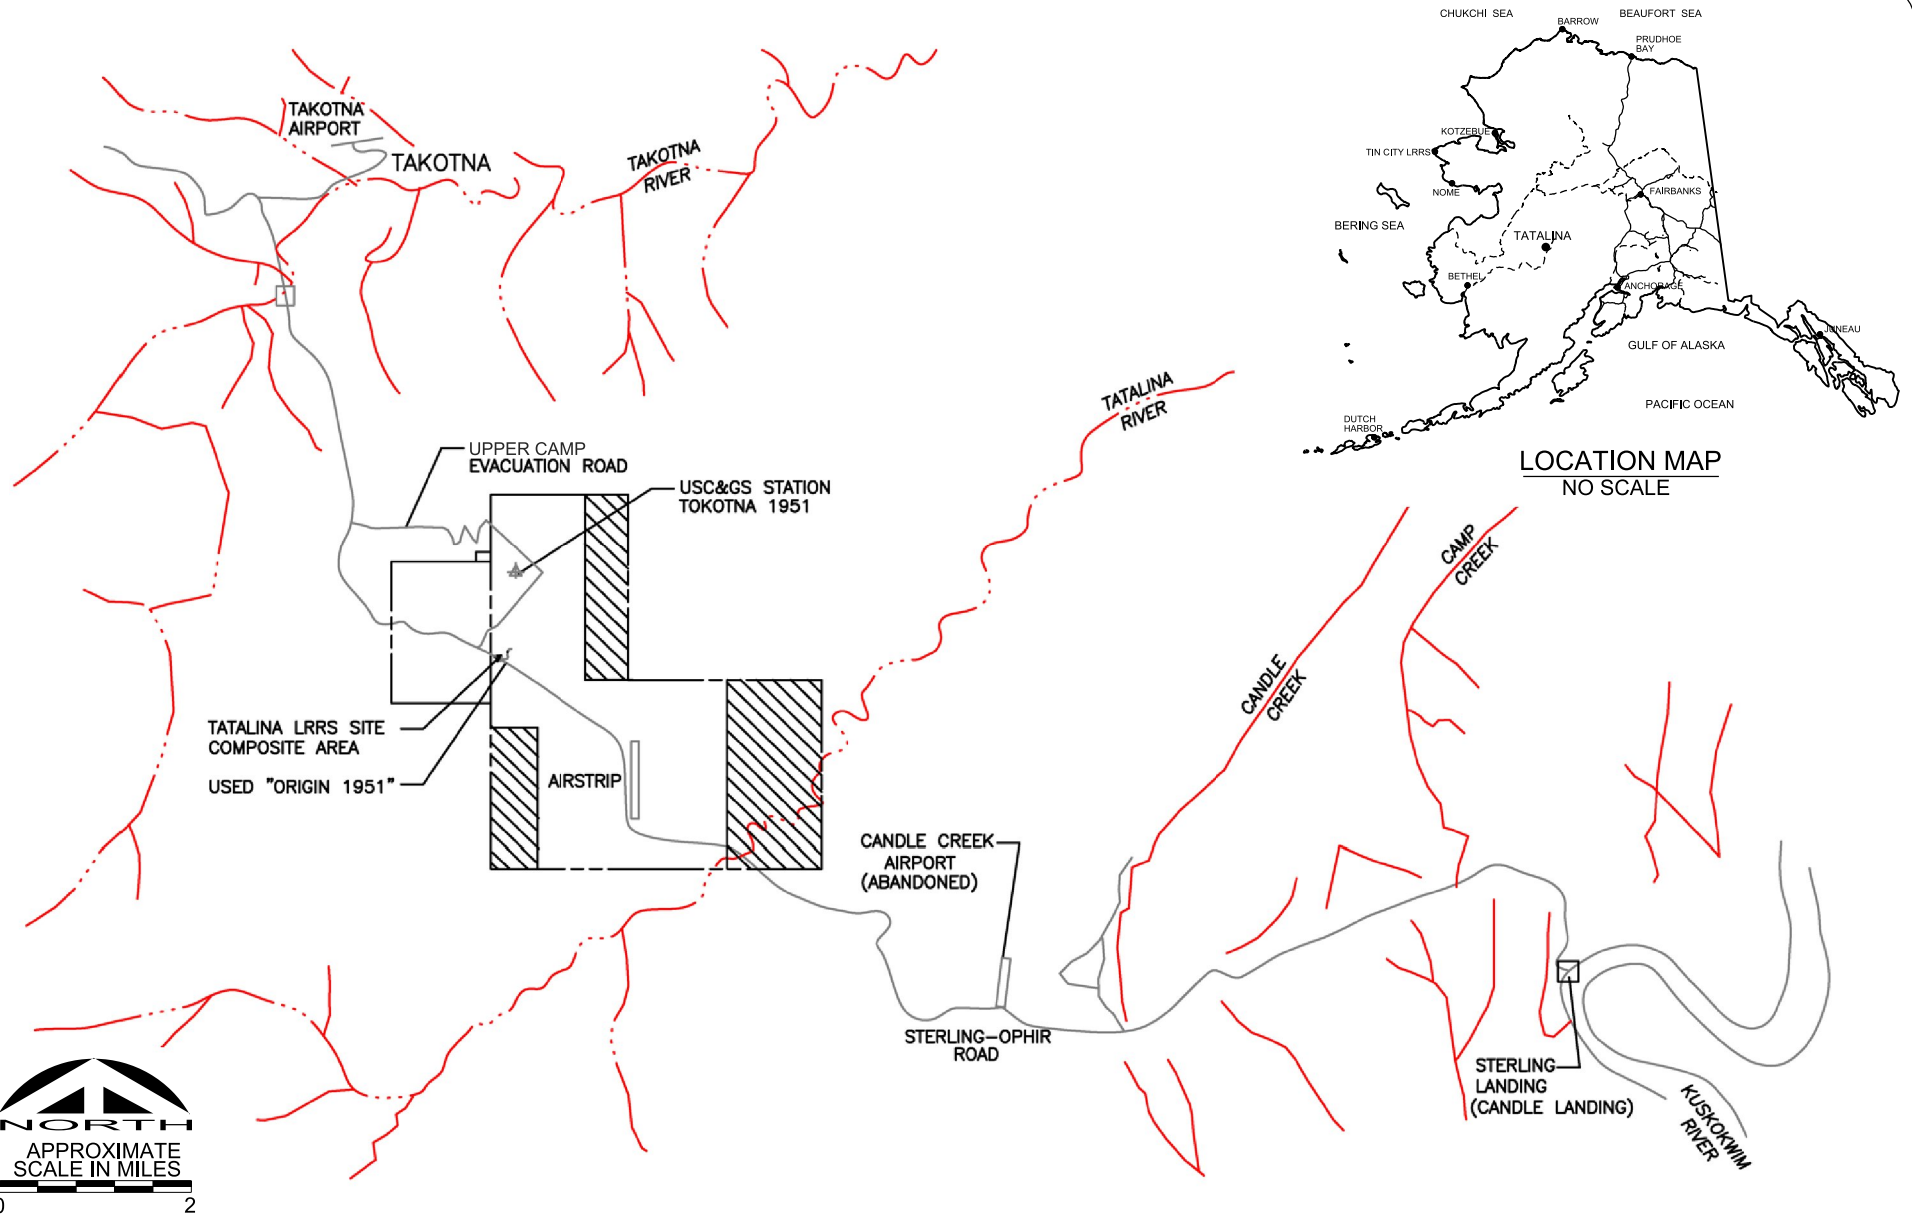 CHUKCHI SEA
BEAUFORT SEA
BARROW
PRUDHOE
BAY
KOTZEBUE
TIN CITY LRRS
NOME
FAIRBANKS
BERING SEA
TATALINA
BETHEL
ANCHORAGE
JUNEAU
GULF OF ALASKA
PACIFIC OCEAN
DUTCH
HARBOR
LOCATION MAP
NO SCALE
TAKOTNA
AIRPORT
TAKOTNA
TAKOTNA
RIVER
TATALINA
RIVER
UPPER CAMP
EVACUATION ROAD
USC&GS STATION
TOKOTNA 1951
CAMP
CREEK
CANDLE
CREEK
TATALINA LRRS SITE
COMPOSITE AREA
USED "ORIGIN 1951"
AIRSTRIP
CANDLE CREEK
AIRPORT
(ABANDONED)
STERLING-OPHIR
ROAD
STERLING
LANDING
(CANDLE LANDING)
KUSKOKWIM
RIVER
NORTH
APPROXIMATE
SCALE IN MILES
0 2